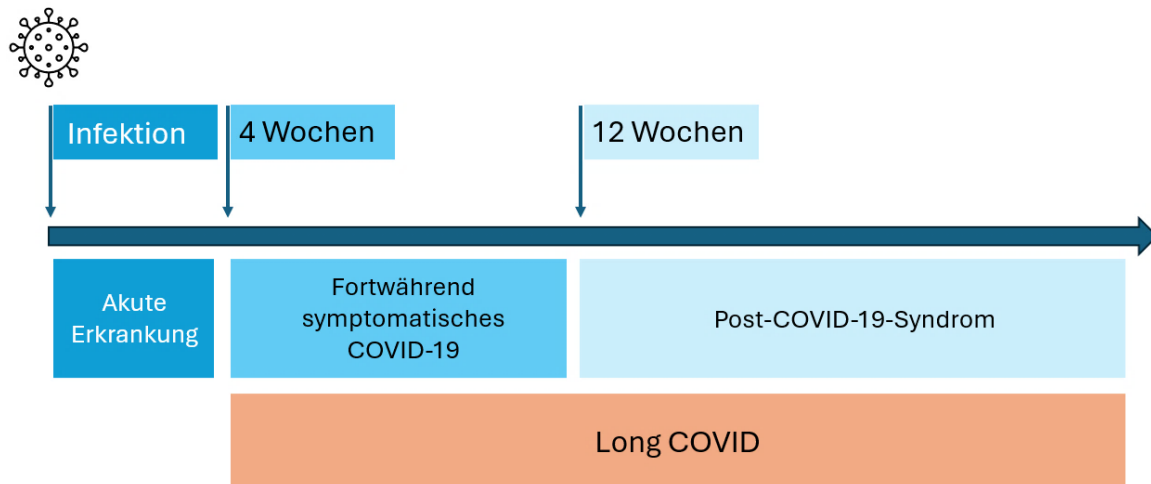 Infektion
4 Wochen
12 Wochen
Akute
Erkrankung
Fortwährend
symptomatisches
COVID-19
Post-COVID-19-Syndrom
Long COVID